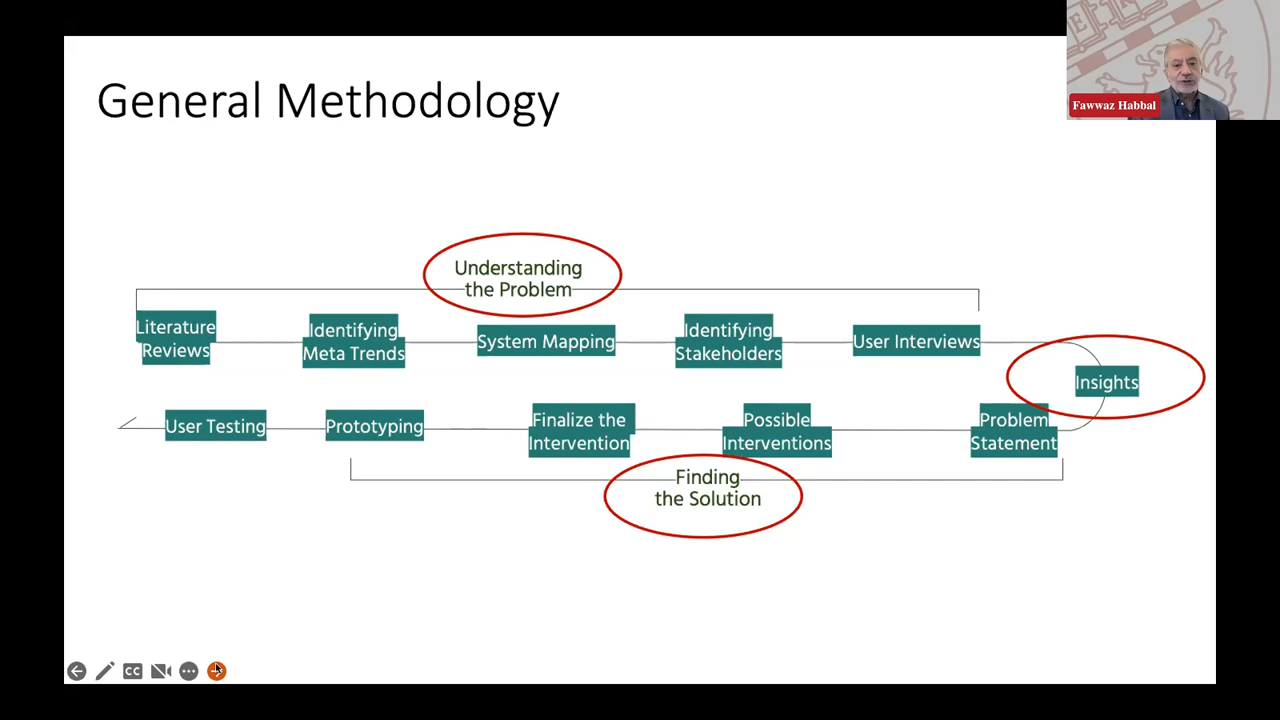 General Methodology
Fawwaz Habbal
Understanding
the Problem
Literature
Reviews
Identifying
Meta Trends
System Mapping
Identifying
Stakeholders
User Interviews
Insights
User Testing
Prototyping
Finalize the
Intervention
Possible
Interventions
Problem
Statement
Finding
the Solution
CC